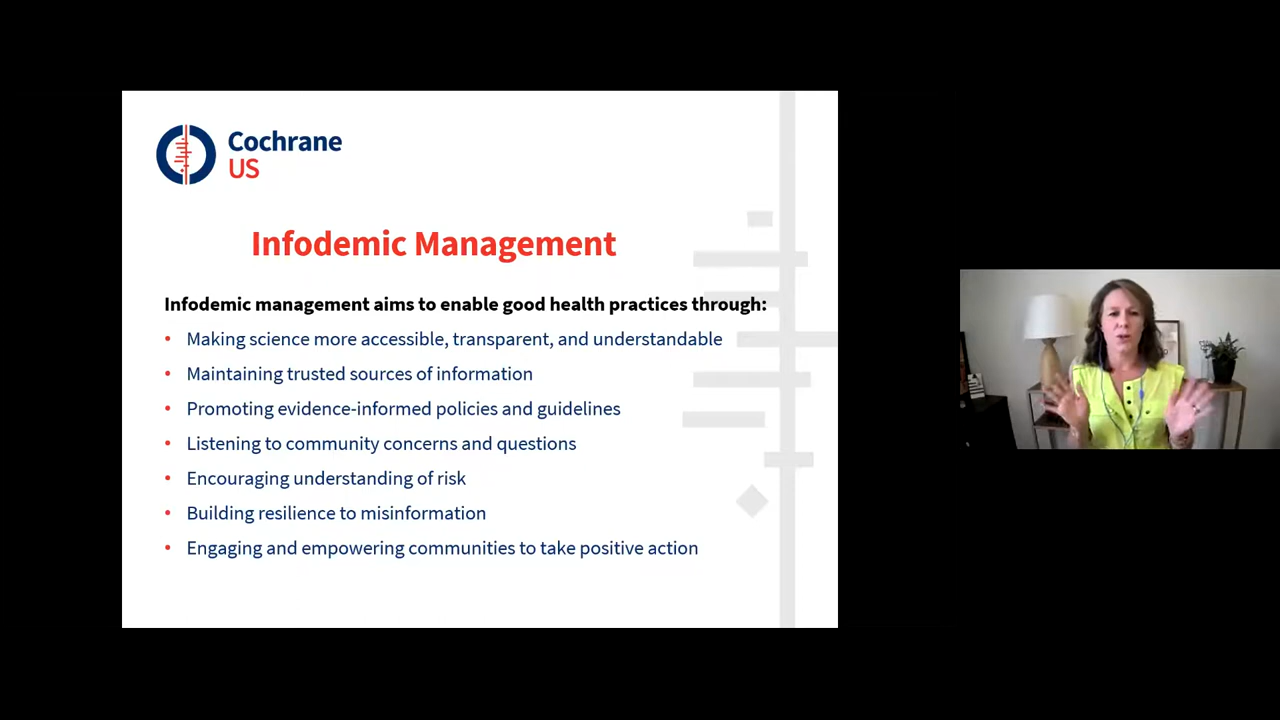 Cochrane
US
Infodemic Management
Infodemic management aims to enable good health practices through:
• Making science more accessible, transparent, and understandable
• Maintaining trusted sources of information
• Promoting evidence-informed policies and guidelines
• Listening to community concerns and questions
• Encouraging understanding of risk
• Building resilience to misinformation
• Engaging and empowering communities to take positive action